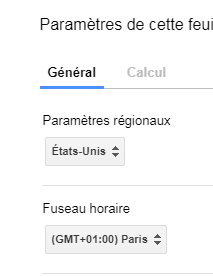 Paramètres de cette feui
Général Calcul
Paramètres régionaux
États-Unis
Fuseau horaire
(GMT+01:00) Paris